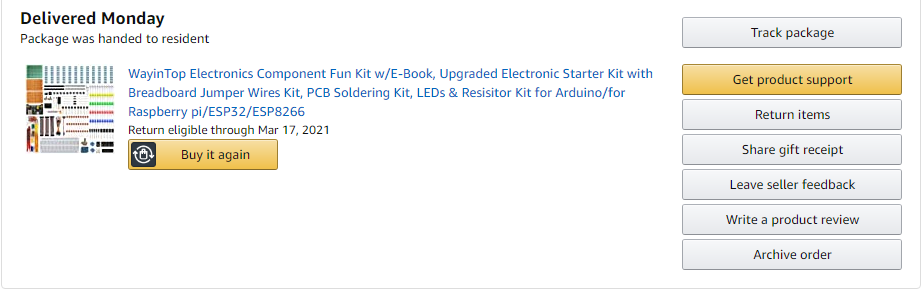 Delivered Monday
Package was handed to resident
WayinTop Electronics Component Fun Kit w/E-Book, Upgraded Electronic Starter Kit with
Breadboard Jumper Wires Kit, PCB Soldering Kit, LEDs & Resisitor Kit for Arduino/for
Raspberry pi/ESP32/ESP8266
Return eligible through Mar 17, 2021
Buy it again
Track package
Get product support
Return items
Share gift receipt
Leave seller feedback
Write a product review
Archive order